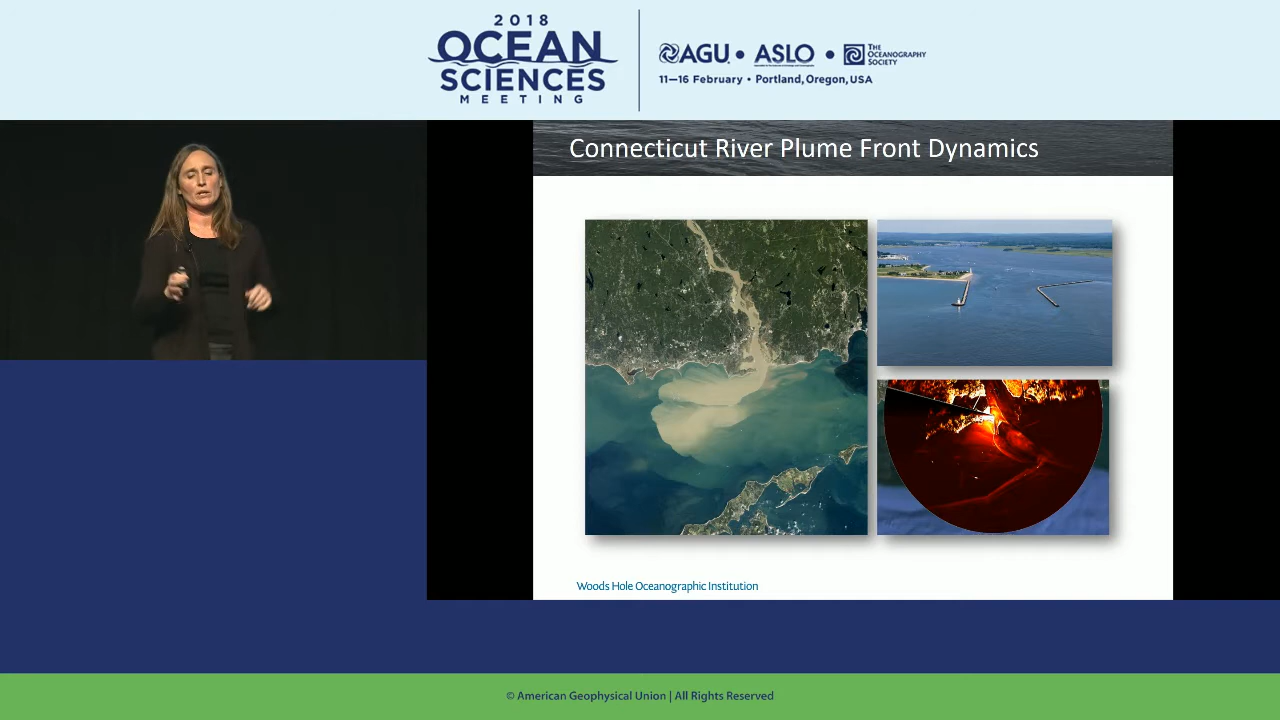 2018
OCEAN
SCIENCES
MEETING
AGU • ASLO • THE OCEANOGRAPHY SOCIETY
11–16 February • Portland, Oregon, USA
Connecticut River Plume Front Dynamics
Woods Hole Oceanographic Institution
© American Geophysical Union | All Rights Reserved